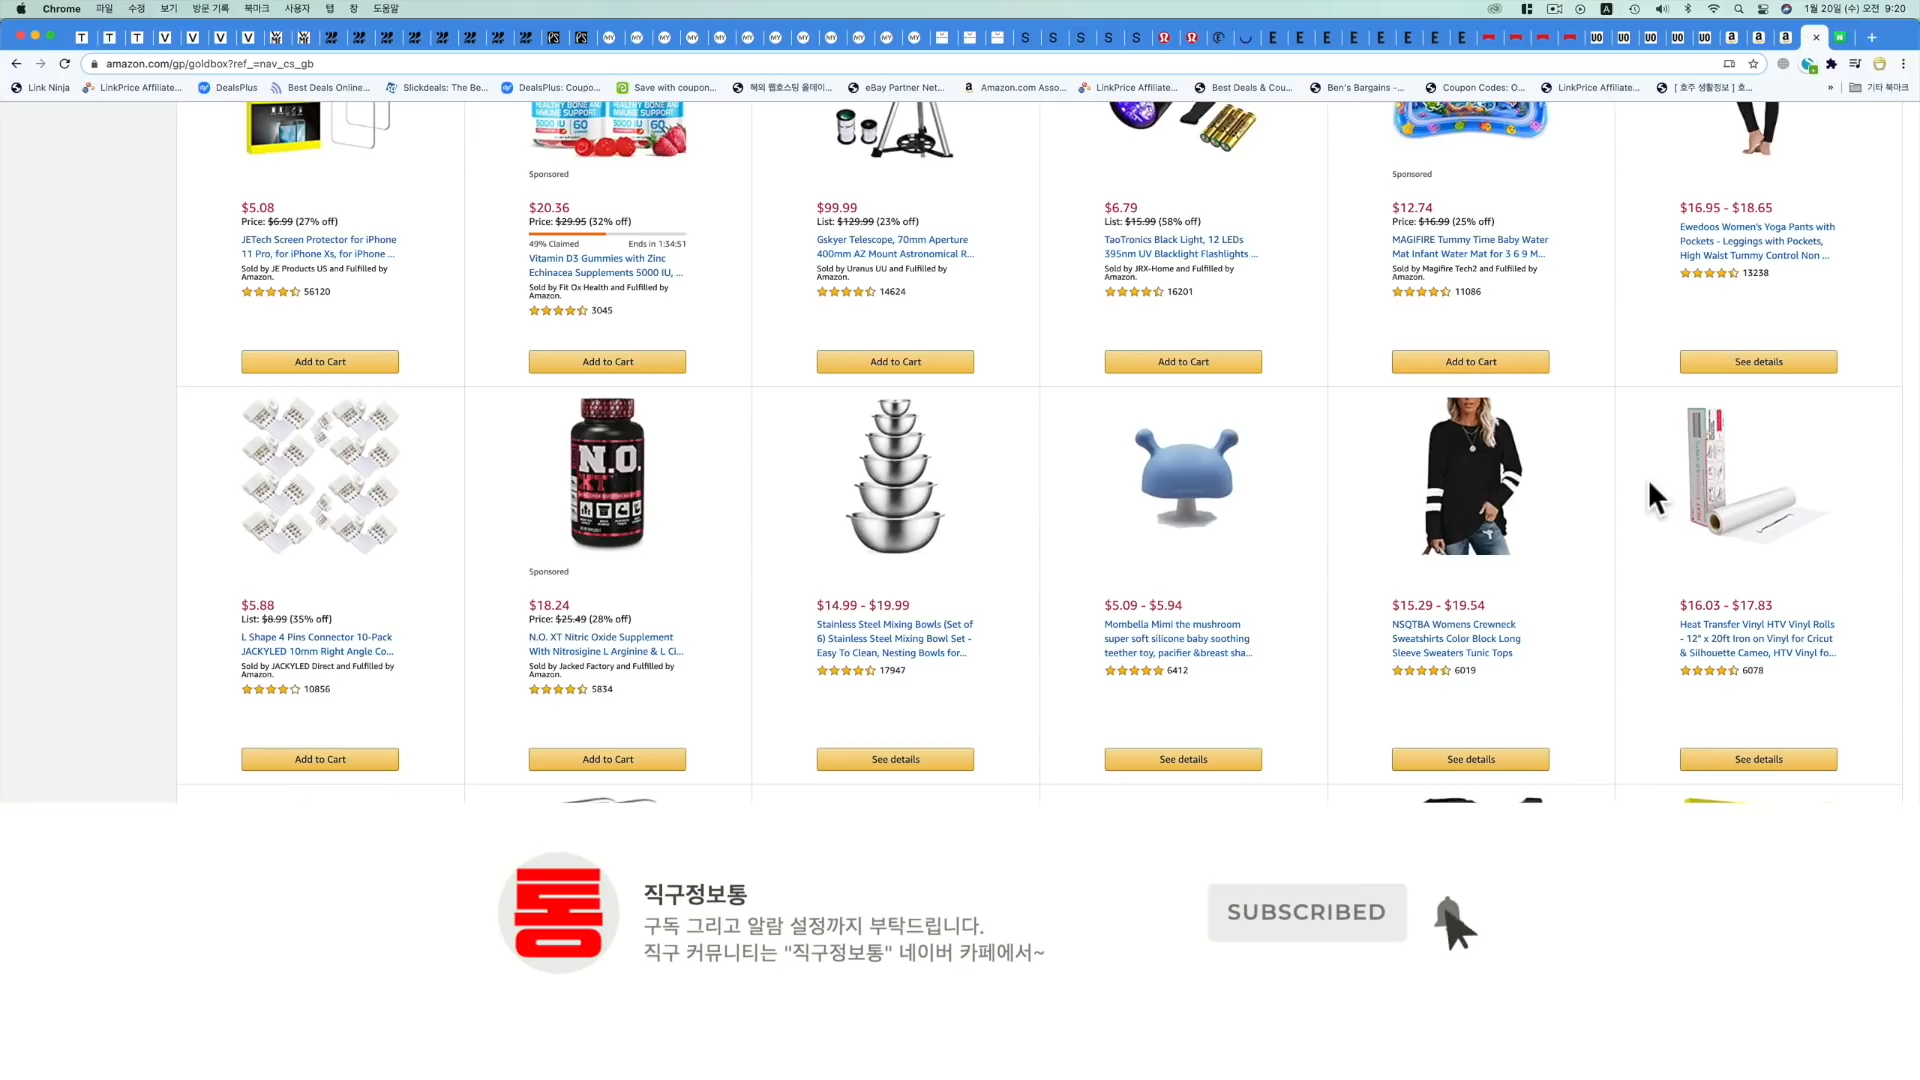 Chrome 파일 수정 보기 방문 기록 북마크 사용자 탭 창 도움말
1월 20일 (수) 오전 9:20
amazon.com/gp/goldbox?ref_=nav_cs_gb
Link Ninja LinkPrice Affiliate... DealsPlus Best Deals Online... Slickdeals: The Be... DealsPlus: Coupo... Save with coupon... 해외 웹호스팅 올데이... eBay Partner Net... Amazon.com Asso... LinkPrice Affiliate... Best Deals & Cou... Ben's Bargains -... Coupon Codes: O... LinkPrice Affiliate... [ 호주 생활정보 ] 호... » 기타 북마크
HEALTHY BONE AND
IMMUNE SUPPORT
5000 IU 60
Sponsored
Sponsored
$5.08
Price: $6.99 (27% off)
JETech Screen Protector for iPhone
11 Pro, for iPhone Xs, for iPhone ...
Sold by JE Products US and Fulfilled by
Amazon.
56120
Add to Cart
$20.36
Price: $29.95 (32% off)
49% Claimed Ends in 1:34:51
Vitamin D3 Gummies with Zinc
Echinacea Supplements 5000 IU, ...
Sold by Fit Ox Health and Fulfilled by
Amazon.
3045
Add to Cart
$99.99
List: $129.99 (23% off)
Gskyer Telescope, 70mm Aperture
400mm AZ Mount Astronomical R...
Sold by Uranus UU and Fulfilled by
Amazon.
14624
Add to Cart
$6.79
List: $15.99 (58% off)
TaoTronics Black Light, 12 LEDs
395nm UV Blacklight Flashlights ...
Sold by JRX-Home and Fulfilled by
Amazon.
16201
Add to Cart
$12.74
Price: $16.99 (25% off)
MAGIFIRE Tummy Time Baby Water
Mat Infant Water Mat for 3 6 9 M...
Sold by Magifire Tech2 and Fulfilled by
Amazon.
11086
Add to Cart
$16.95 - $18.65
Ewedoos Women's Yoga Pants with
Pockets - Leggings with Pockets,
High Waist Tummy Control Non ...
13238
See details
N.O.
XT
Sponsored
$5.88
List: $8.99 (35% off)
L Shape 4 Pins Connector 10-Pack
JACKYLED 10mm Right Angle Co...
Sold by JACKYLED Direct and Fulfilled by
Amazon.
10856
Add to Cart
$18.24
Price: $25.49 (28% off)
N.O. XT Nitric Oxide Supplement
With Nitrosigine L Arginine & L Ci...
Sold by Jacked Factory and Fulfilled by
Amazon.
5834
Add to Cart
$14.99 - $19.99
Stainless Steel Mixing Bowls (Set of
6) Stainless Steel Mixing Bowl Set -
Easy To Clean, Nesting Bowls for...
17947
See details
$5.09 - $5.94
Mombella Mimi the mushroom
super soft silicone baby soothing
teether toy, pacifier &breast sha...
6412
See details
$15.29 - $19.54
NSQTBA Womens Crewneck
Sweatshirts Color Block Long
Sleeve Sweaters Tunic Tops
6019
See details
$16.03 - $17.83
Heat Transfer Vinyl HTV Vinyl Rolls
- 12" x 20ft Iron on Vinyl for Cricut
& Silhouette Cameo, HTV Vinyl fo...
6078
See details
통
직구정보통
구독 그리고 알람 설정까지 부탁드립니다.
직구 커뮤니티는 "직구정보통" 네이버 카페에서~
SUBSCRIBED